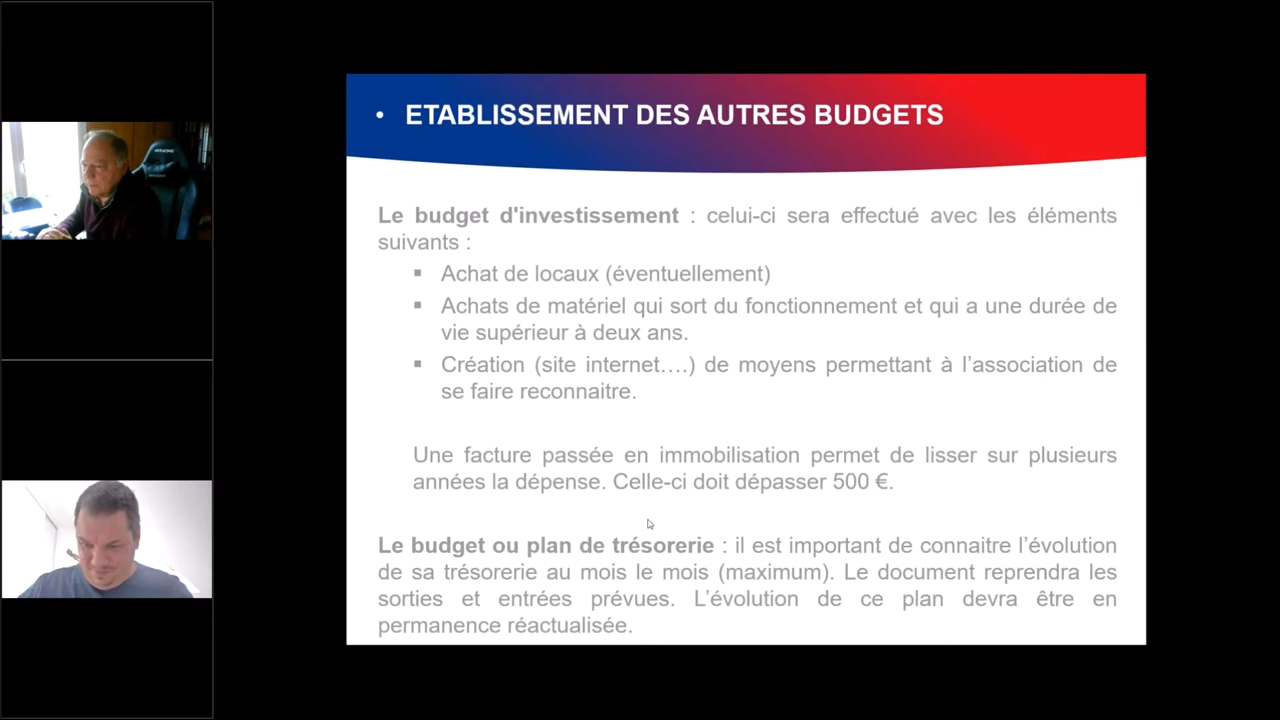 • ETABLISSEMENT DES AUTRES BUDGETS
Le budget d'investissement : celui-ci sera effectué avec les éléments
suivants :
▪ Achat de locaux (éventuellement)
▪ Achats de matériel qui sort du fonctionnement et qui a une durée de
vie supérieur à deux ans.
▪ Création (site internet….) de moyens permettant à l’association de
se faire reconnaitre.
Une facture passée en immobilisation permet de lisser sur plusieurs
années la dépense. Celle-ci doit dépasser 500 €.
Le budget ou plan de trésorerie : il est important de connaitre l’évolution
de sa trésorerie au mois le mois (maximum). Le document reprendra les
sorties et entrées prévues. L’évolution de ce plan devra être en
permanence réactualisée.